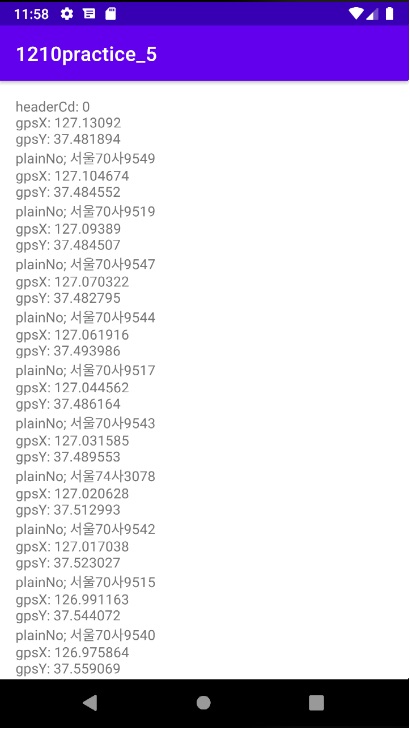 11:58
1210practice_5
headerCd: 0
gpsX: 127.13092
gpsY: 37.481894
plainNo; 서울70사9549
gpsX: 127.104674
gpsY: 37.484552
plainNo; 서울70사9519
gpsX: 127.09389
gpsY: 37.484507
plainNo; 서울70사9547
gpsX: 127.070322
gpsY: 37.482795
plainNo; 서울70사9544
gpsX: 127.061916
gpsY: 37.493986
plainNo; 서울70사9517
gpsX: 127.044562
gpsY: 37.486164
plainNo; 서울70사9543
gpsX: 127.031585
gpsY: 37.489553
plainNo; 서울74사3078
gpsX: 127.020628
gpsY: 37.512993
plainNo; 서울70사9542
gpsX: 127.017038
gpsY: 37.523027
plainNo; 서울70사9515
gpsX: 126.991163
gpsY: 37.544072
plainNo; 서울70사9540
gpsX: 126.975864
gpsY: 37.559069